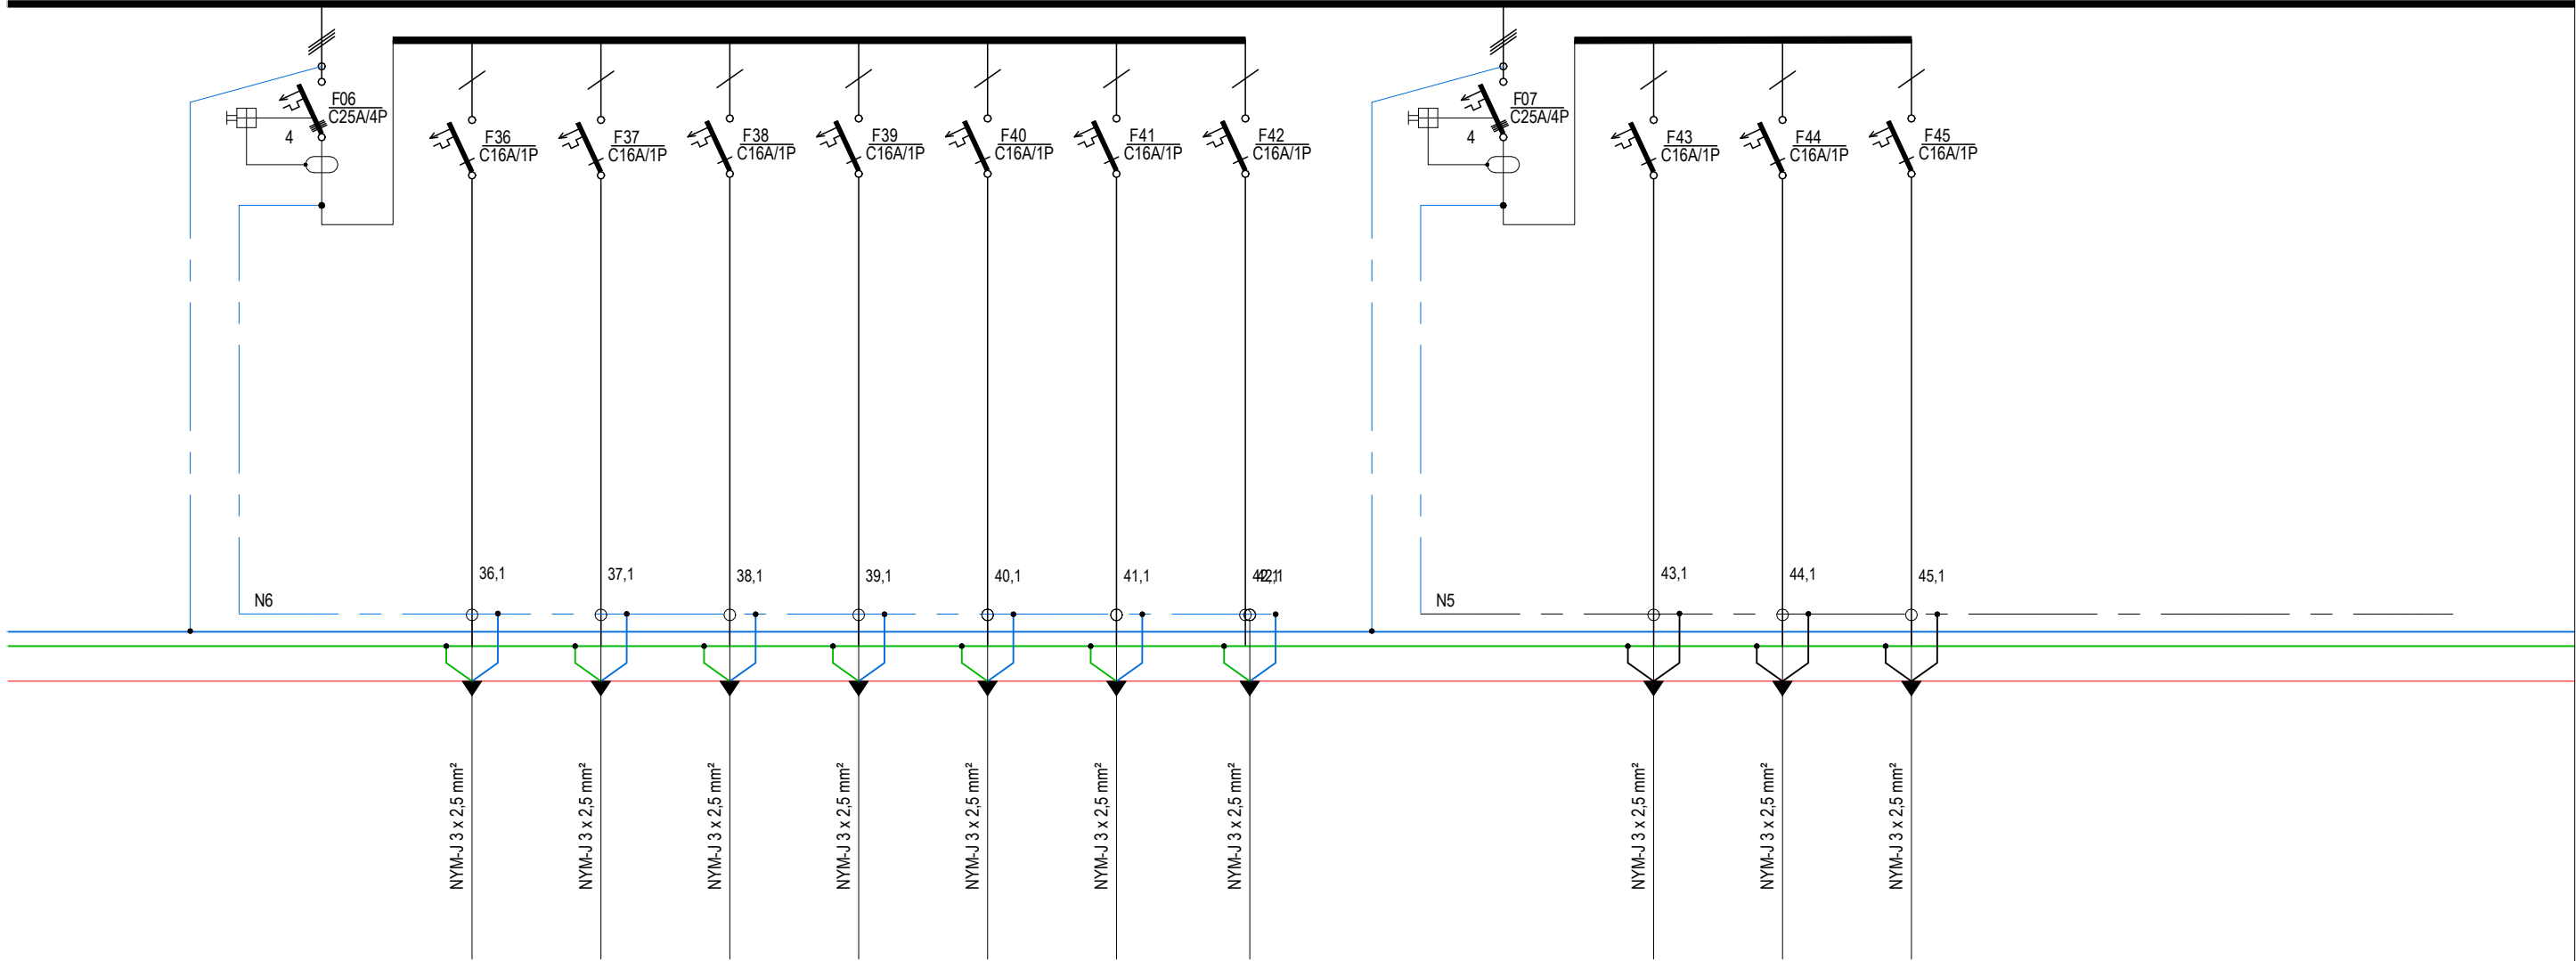 F06
C25A/4P
4
F36
C16A/1P
F37
C16A/1P
F38
C16A/1P
F39
C16A/1P
F40
C16A/1P
F41
C16A/1P
F42
C16A/1P
F07
C25A/4P
4
F43
C16A/1P
F44
C16A/1P
F45
C16A/1P
36,1
37,1
38,1
39,1
40,1
41,1
43,1
44,1
45,1
N6
N5
NYM-J 3 x 2,5 mm²
NYM-J 3 x 2,5 mm²
NYM-J 3 x 2,5 mm²
NYM-J 3 x 2,5 mm²
NYM-J 3 x 2,5 mm²
NYM-J 3 x 2,5 mm²
NYM-J 3 x 2,5 mm²
NYM-J 3 x 2,5 mm²
NYM-J 3 x 2,5 mm²
NYM-J 3 x 2,5 mm²